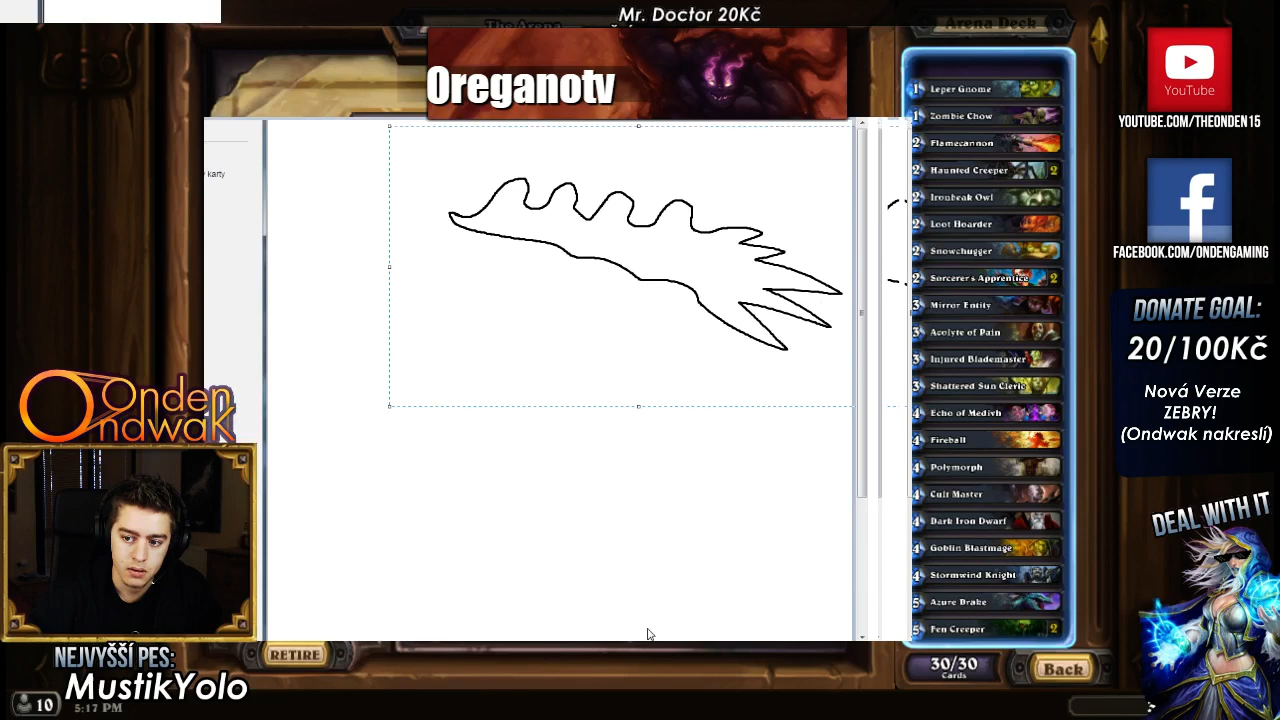 Mr. Doctor 20Kč
The Arena
Arena Deck
Oreganotv
karty
1 Leper Gnome
1 Zombie Chow
2 Flamecannon
2 Haunted Creeper 2
2 Ironbeak Owl
2 Loot Hoarder
2 Snowchugger
2 Sorcerer's Apprentice 2
3 Mirror Entity
3 Acolyte of Pain
3 Injured Blademaster
3 Shattered Sun Cleric
4 Echo of Medivh
4 Fireball
4 Polymorph
4 Cult Master
4 Dark Iron Dwarf
4 Goblin Blastmage
4 Stormwind Knight
5 Azure Drake
5 Fen Creeper 2
30/30
Cards
Back
RETIRE
YouTube
YOUTUBE.COM/THEONDEN15
FACEBOOK.COM/ONDENGAMING
DONATE GOAL:
20/100Kč
Nová Verze
ZEBRY!
(Ondwak nakreslí)
DEAL WITH IT
Onden
Ondwak
NEJVYŠŠÍ PES:
MustikYolo
10
5:17 PM